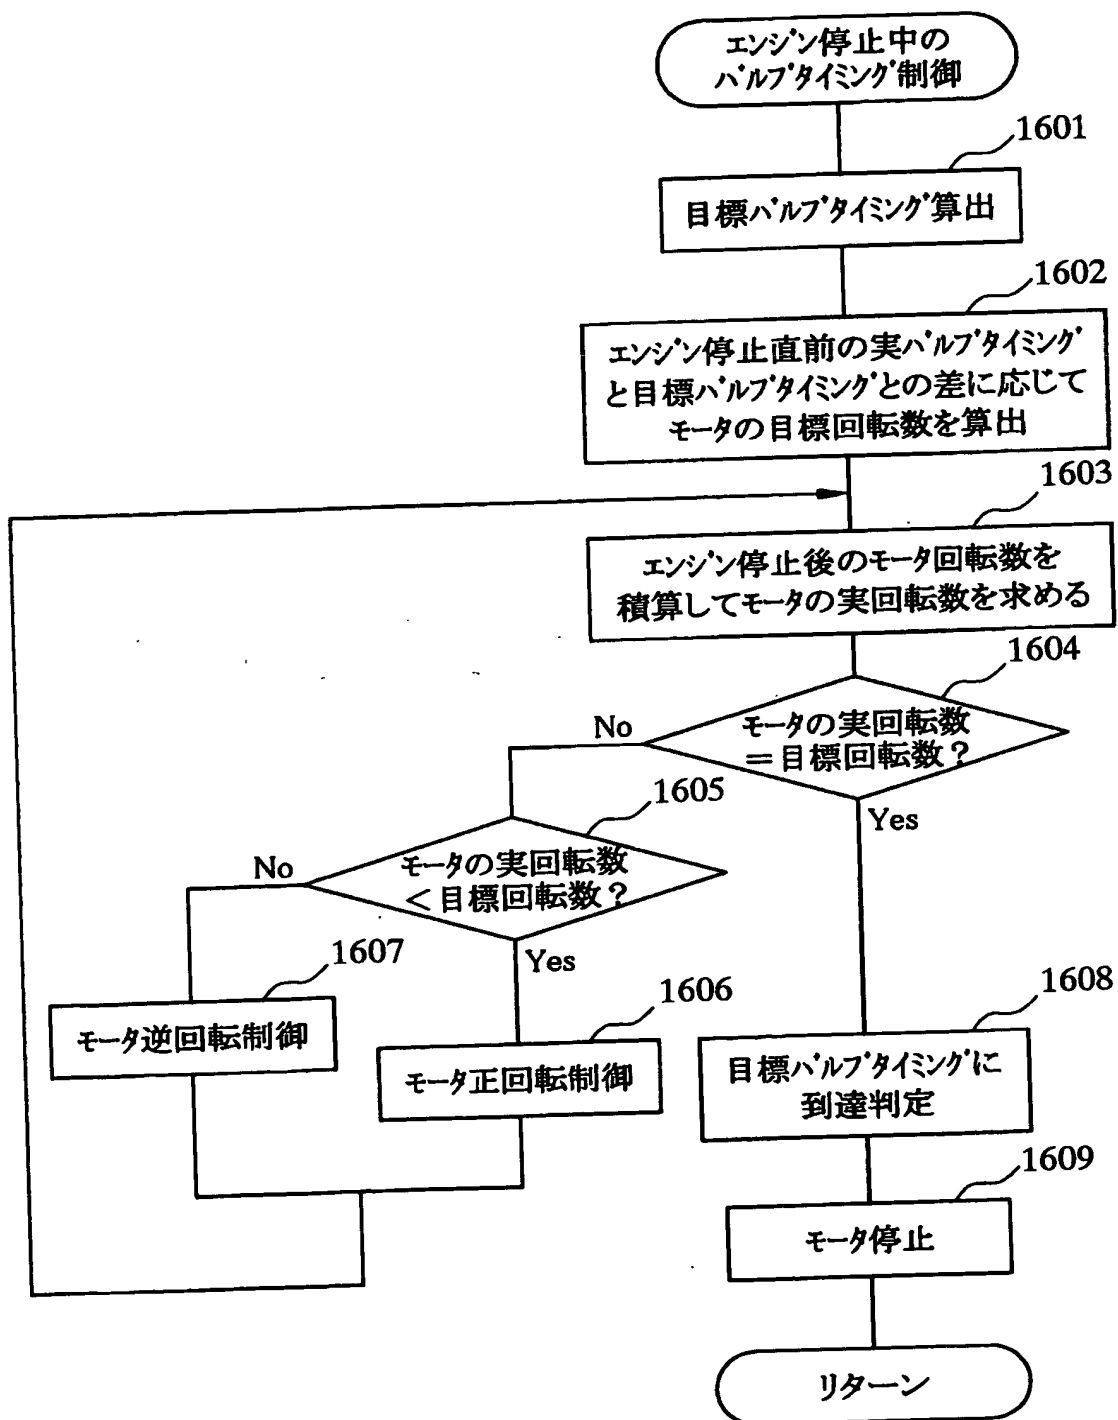 エンジン停止中の
バルブタイミング制御
1601
目標バルブタイミング算出
1602
エンジン停止直前の実バルブタイミング
と目標バルブタイミングとの差に応じて
モータの目標回転数を算出
1603
エンジン停止後のモータ回転数を
積算してモータの実回転数を求める
1604
モータの実回転数
=目標回転数?
No
Yes
1605
モータの実回転数
<目標回転数?
No
Yes
1607
モータ逆回転制御
1606
モータ正回転制御
1608
目標バルブタイミングに
到達判定
1609
モータ停止
リターン